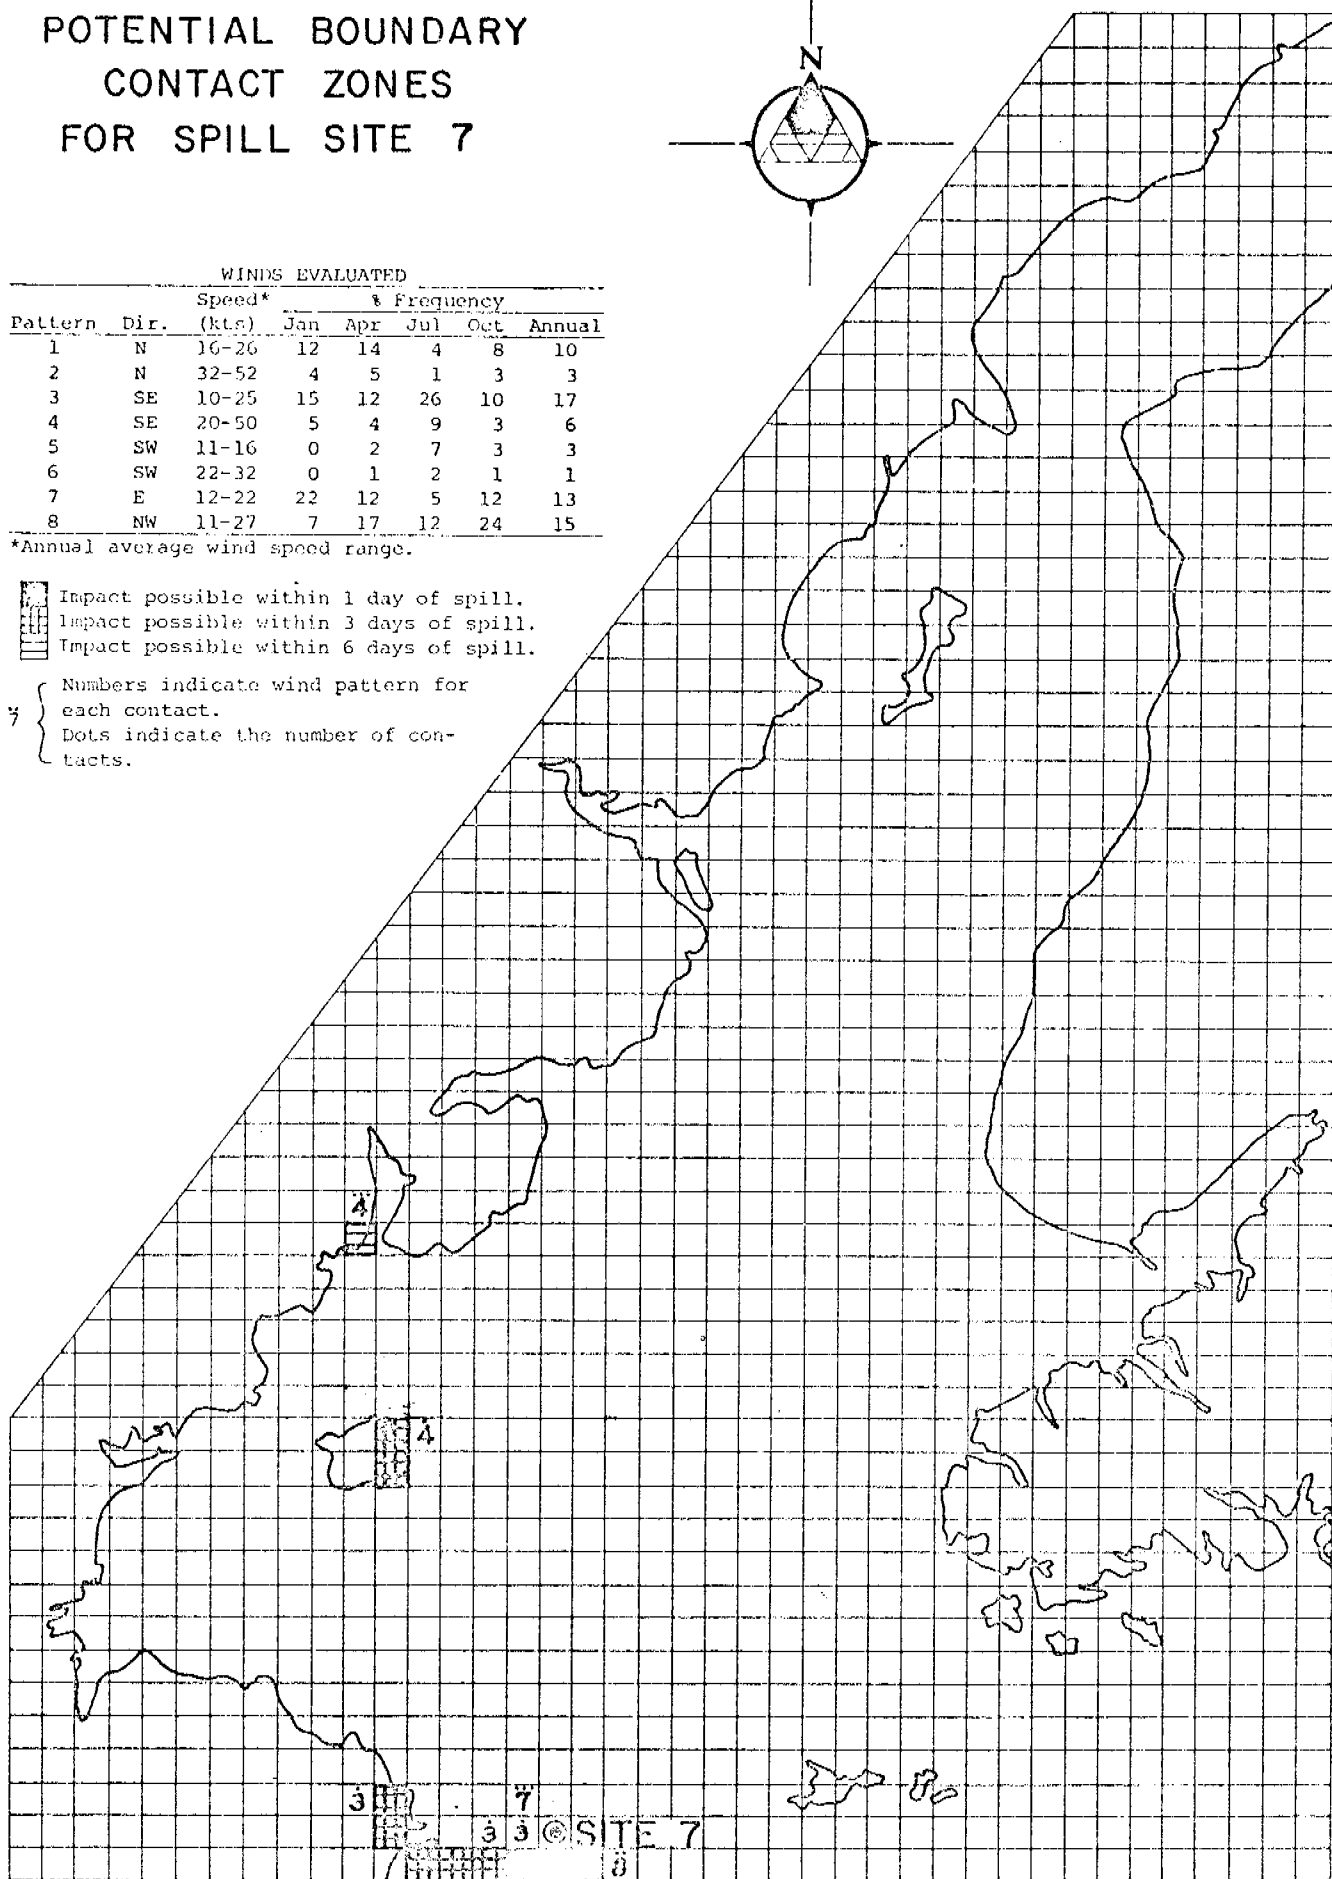 POTENTIAL BOUNDARY
CONTACT ZONES
FOR SPILL SITE 7
N
WINDS EVALUATED
Speed* % Frequency
Pattern Dir. (kts) Jan Apr Jul Oct Annual
1 N 16-26 12 14 4 8 10
2 N 32-52 4 5 1 3 3
3 SE 10-25 15 12 26 10 17
4 SE 20-50 5 4 9 3 6
5 SW 11-16 0 2 7 3 3
6 SW 22-32 0 1 2 1 1
7 E 12-22 22 12 5 12 13
8 NW 11-27 7 17 12 24 15
*Annual average wind speed range.
Impact possible within 1 day of spill.
Impact possible within 3 days of spill.
Impact possible within 6 days of spill.
Numbers indicate wind pattern for
7 each contact.
Dots indicate the number of con-
tacts.
4
4
3 7
3 3 SITE 7
8